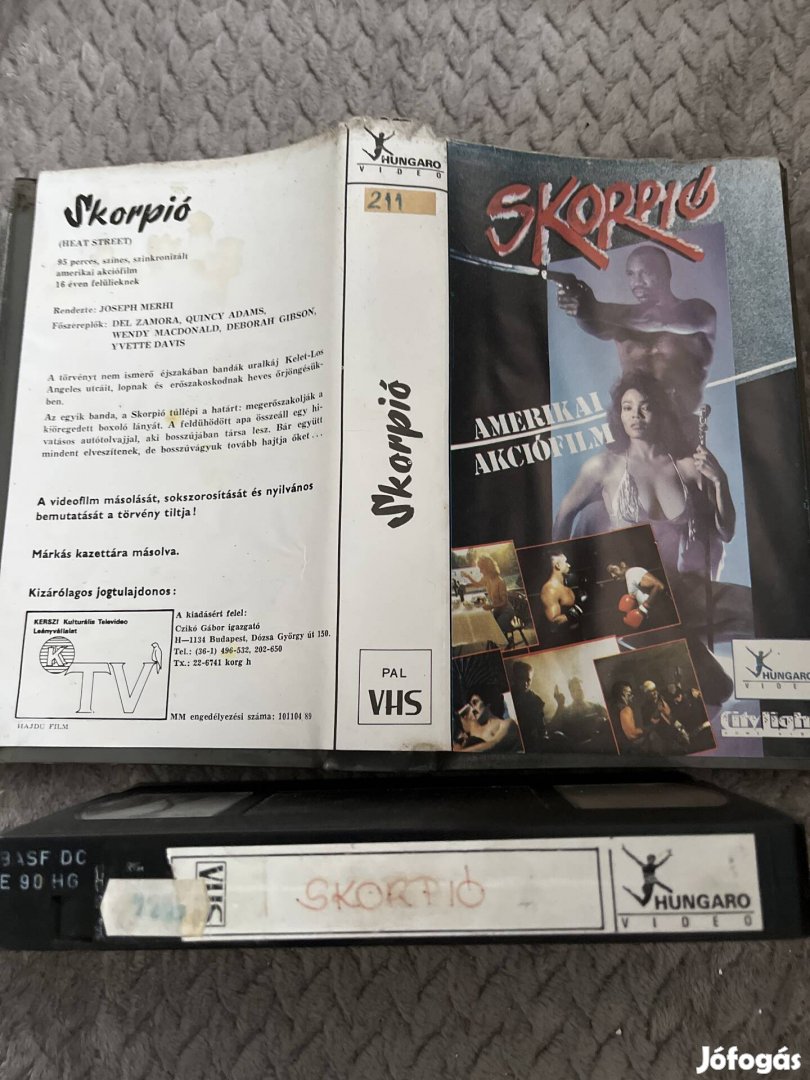 Skorpió
(HEAT STREET)
95 perces, színes, szinkronizált
amerikai akciófilm
16 éven felülieknek
Rendezte: JOSEPH MERHI
Főszereplők: DEL ZAMORA, QUINCY ADAMS,
WENDY MACDONALD, DEBORAH GIBSON,
YVETTE DAVIS
A törvényt nem ismerő éjszakában bandák uralkáj Kelet-Los
Angeles utcáit, lopnak és erőszakoskodnak heves őrjöngésük-
ben.
Az egyik banda, a Skorpió túllépi a határt: megerőszakolják a
kiöregedett boxoló lányát. A feldühödött apa összeáll egy hi-
vatásos autótolvajjal, aki bosszújában társa lesz. Bár együtt
mindent elveszítenek, de bosszúvágyuk tovább hajtja őket...
A videofilm másolását, sokszorosítását és nyilvános
bemutatását a törvény tiltja!
Márkás kazettára másolva.
Kizárólagos jogtulajdonos:
KERSZI Kulturális Televideo
Leányvállalat
K
TV
A kiadásért felel:
Czikó Gábor igazgató
H—1134 Budapest, Dózsa György út 150.
Tel.: (36-1) 496-532, 202-650
Tx.: 22-6741 korg h
MM engedélyezési száma: 101104/89
HAJDU FILM
HUNGARO
VIDEO
211
Skorpió
PAL
VHS
SKORPIÓ
AMERIKAI
AKCIÓFILM
HUNGARO
VIDEO
City Light
BASF DC
E 90 HG
VHS
SKORPIÓ
HUNGARO
VIDEO
Jófogás